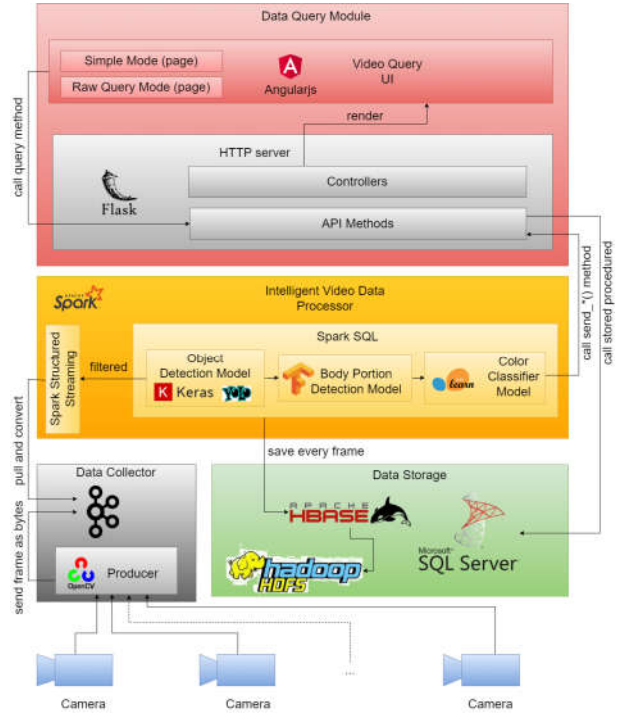 Data Query Module
Simple Mode (page)
Raw Query Mode (page)
Angularjs
Video Query
UI
render
call query method
HTTP server
Flask
Controllers
API Methods
call send_*() method
call stored procedured
APACHE
Spark
Intelligent Video Data
Processor
Spark SQL
Spark Structured
Streaming
filtered
Object
Detection Model
K Keras YOLO
Body Portion
Detection Model
learn
Color
Classifier
Model
pull and convert
save every frame
Data Collector
send frame as bytes
OpenCV
Producer
Data Storage
APACHE
HBASE
hadoop
HDFS
Microsoft®
SQL Server
...
Camera
Camera
Camera